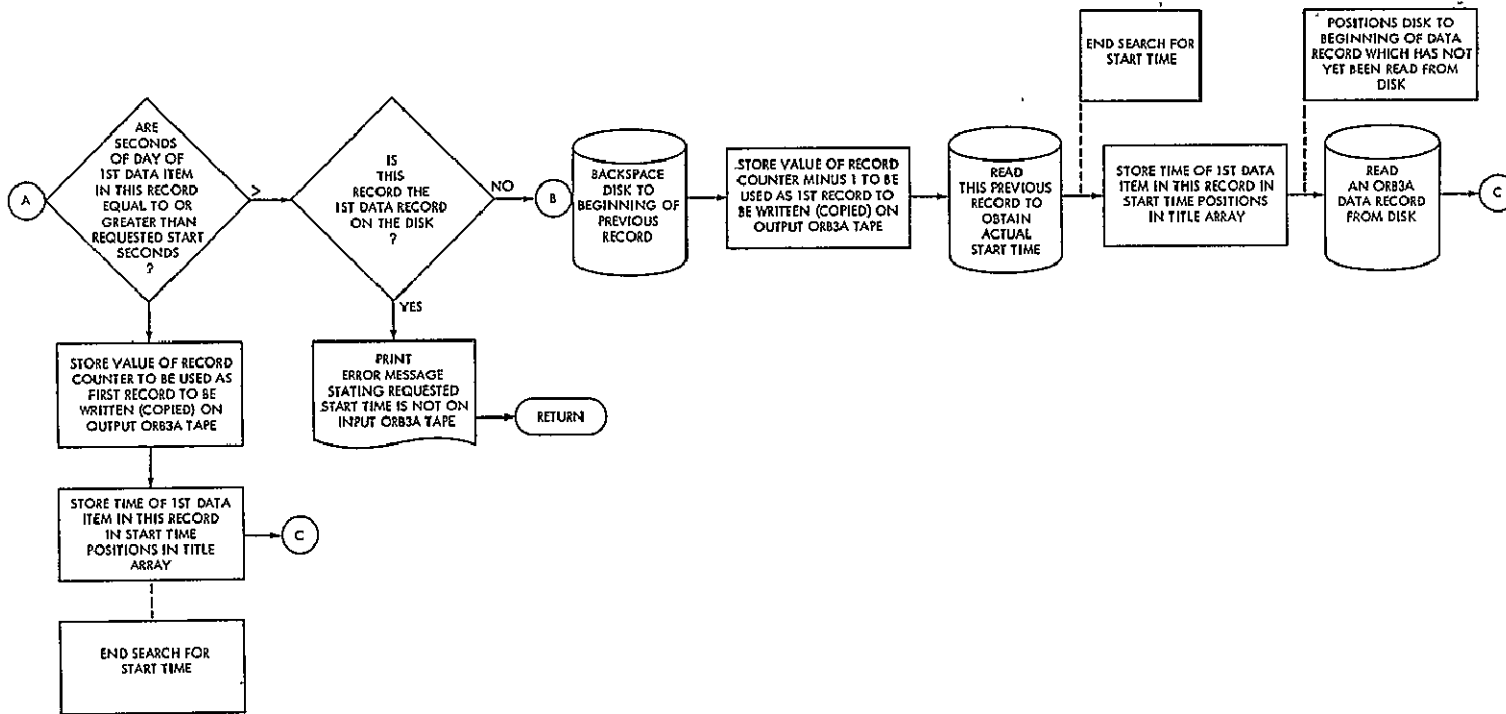 END SEARCH FOR
START TIME
POSITIONS DISK TO
BEGINNING OF DATA
RECORD WHICH HAS NOT
YET BEEN READ FROM
DISK
A
ARE
SECONDS
OF DAY OF
1ST DATA ITEM
IN THIS RECORD
EQUAL TO OR
GREATER THAN
REQUESTED START
SECONDS
?
>
IS
THIS
RECORD THE
1ST DATA RECORD
ON THE DISK
?
NO
B
BACKSPACE
DISK TO
BEGINNING OF
PREVIOUS
RECORD
STORE VALUE OF RECORD
COUNTER MINUS 1 TO BE
USED AS 1ST RECORD TO
BE WRITTEN (COPIED) ON
OUTPUT ORB3A TAPE
READ
THIS PREVIOUS
RECORD TO
OBTAIN
ACTUAL
START TIME
STORE TIME OF 1ST DATA
ITEM IN THIS RECORD IN
START TIME POSITIONS
IN TITLE ARRAY
READ
AN ORB3A
DATA RECORD
FROM DISK
C
YES
STORE VALUE OF RECORD
COUNTER TO BE USED AS
FIRST RECORD TO BE
WRITTEN (COPIED) ON
OUTPUT ORB3A TAPE
PRINT
ERROR MESSAGE
STATING REQUESTED
START TIME IS NOT ON
INPUT ORB3A TAPE
RETURN
STORE TIME OF 1ST DATA
ITEM IN THIS RECORD
IN START TIME
POSITIONS IN TITLE
ARRAY
C
END SEARCH FOR
START TIME